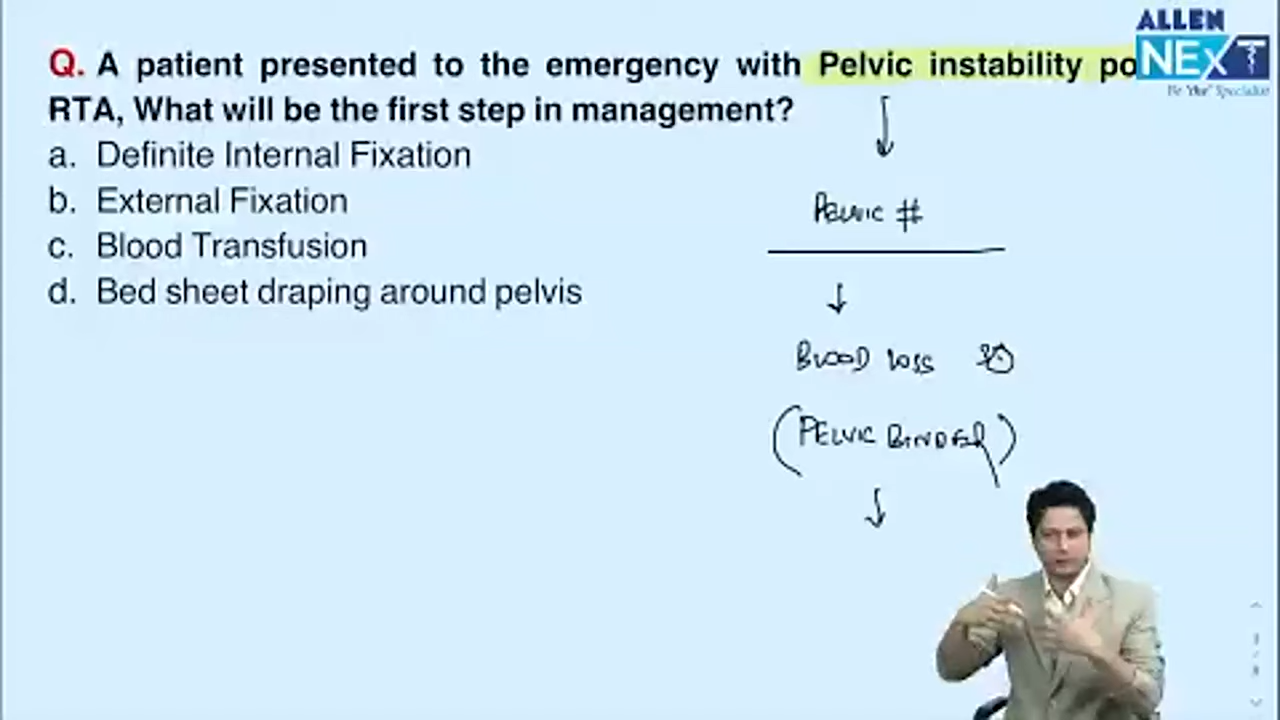 ALLEN
NEXT
Q. A patient presented to the emergency with Pelvic instability po
RTA, What will be the first step in management?
a. Definite Internal Fixation
b. External Fixation
c. Blood Transfusion
d. Bed sheet draping around pelvis
PELVIC #
BLOOD LOSS
(PELVIC BINDER)